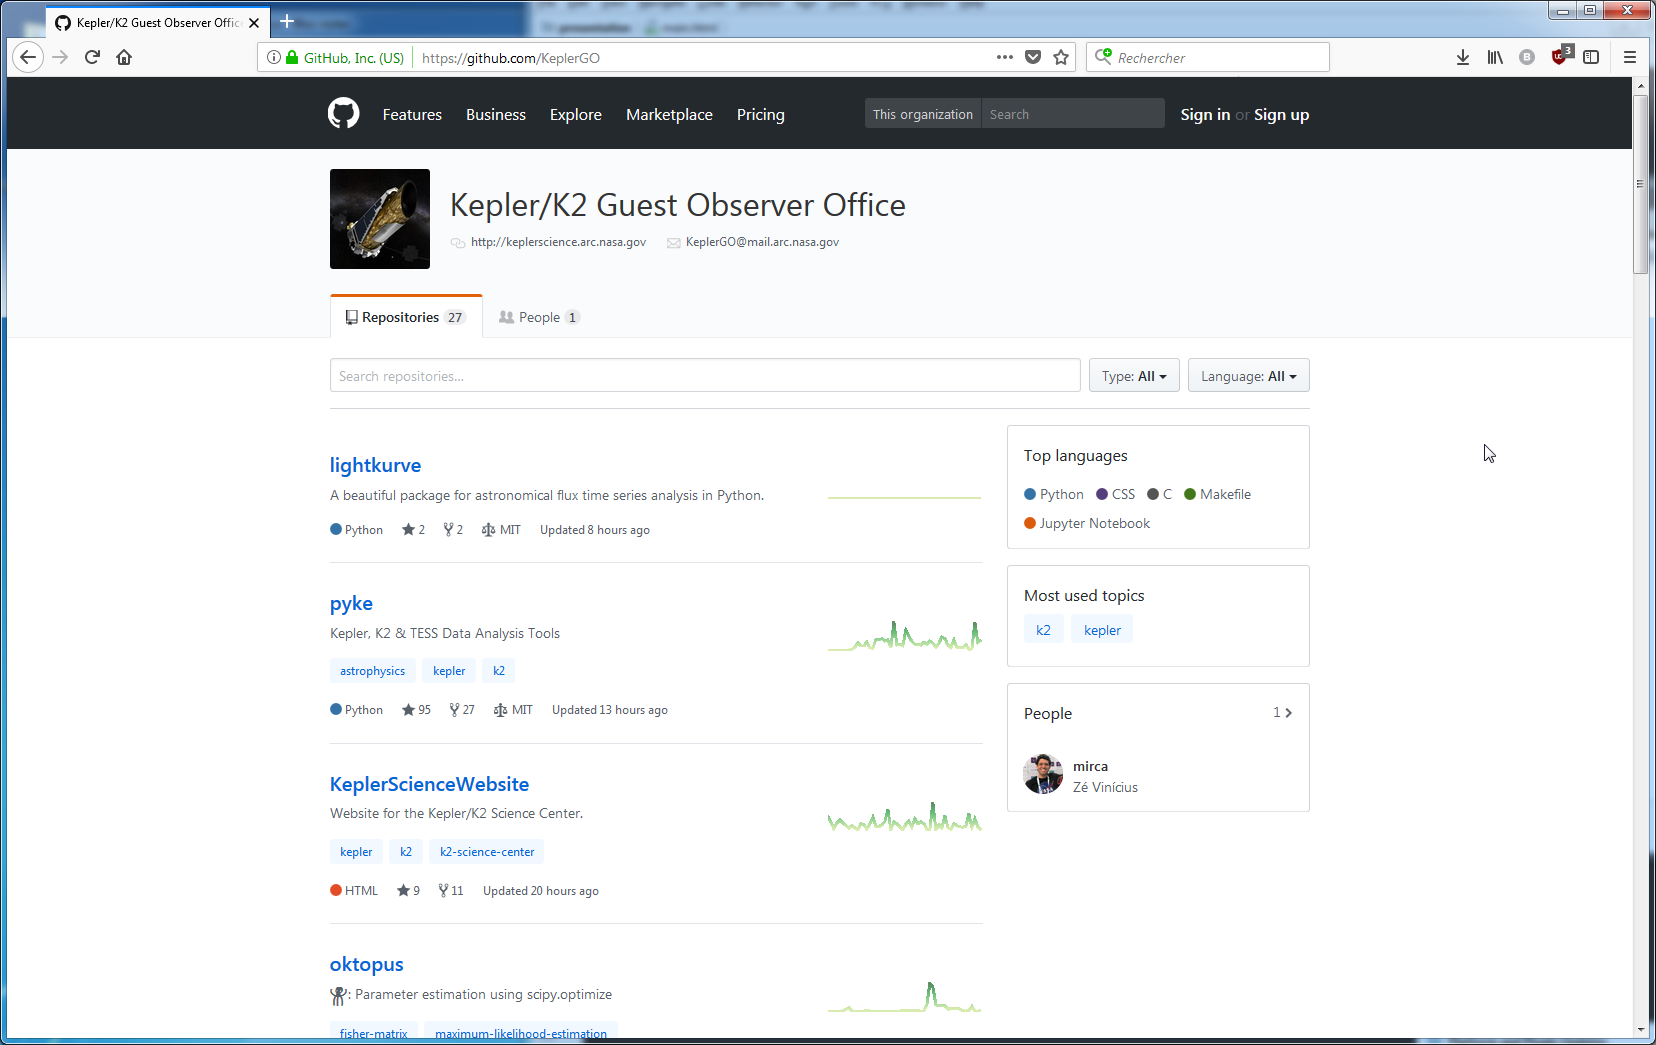 Kepler/K2 Guest Observer Offic
GitHub, Inc. (US) https://github.com/KeplerGO Rechercher 3
Features Business Explore Marketplace Pricing This organization Search Sign in or Sign up
Kepler/K2 Guest Observer Office
http://keplerscience.arc.nasa.gov KeplerGO@mail.arc.nasa.gov
Repositories 27 People 1
Search repositories... Type: All Language: All
lightkurve
A beautiful package for astronomical flux time series analysis in Python.
Python 2 2 MIT Updated 8 hours ago
pyke
Kepler, K2 & TESS Data Analysis Tools
astrophysics kepler k2
Python 95 27 MIT Updated 13 hours ago
KeplerScienceWebsite
Website for the Kepler/K2 Science Center.
kepler k2 k2-science-center
HTML 9 11 Updated 20 hours ago
oktopus
: Parameter estimation using scipy.optimize
fisher-matrix maximum-likelihood-estimation
Top languages
Python CSS C Makefile
Jupyter Notebook
Most used topics
k2 kepler
People 1
mirca
Zé Vinícius